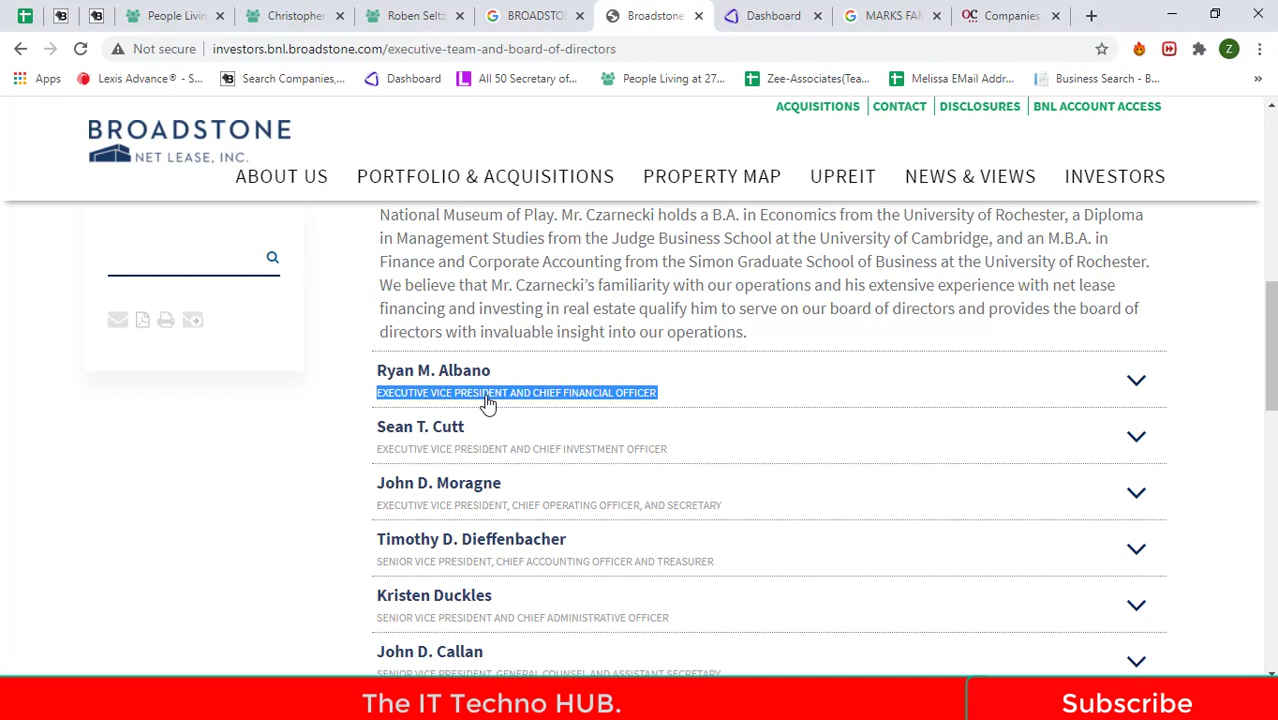 People Livin
Christopher
Roben Seltz
BROADSTON
Broadstone
Dashboard
MARKS FAM
Companies
Not secure
investors.bnl.broadstone.com/executive-team-and-board-of-directors
Z
Apps
Lexis Advance® - S...
Search Companies,...
Dashboard
All 50 Secretary of...
People Living at 27...
Zee-Associates(Tea...
Melissa EMail Addr...
Business Search - B...
ACQUISITIONS
CONTACT
DISCLOSURES
BNL ACCOUNT ACCESS
BROADSTONE
NET LEASE, INC.
ABOUT US
PORTFOLIO & ACQUISITIONS
PROPERTY MAP
UPREIT
NEWS & VIEWS
INVESTORS
National Museum of Play. Mr. Czarnecki holds a B.A. in Economics from the University of Rochester, a Diploma
in Management Studies from the Judge Business School at the University of Cambridge, and an M.B.A. in
Finance and Corporate Accounting from the Simon Graduate School of Business at the University of Rochester.
We believe that Mr. Czarnecki's familiarity with our operations and his extensive experience with net lease
financing and investing in real estate qualify him to serve on our board of directors and provides the board of
directors with invaluable insight into our operations.
Ryan M. Albano
EXECUTIVE VICE PRESIDENT AND CHIEF FINANCIAL OFFICER
Sean T. Cutt
EXECUTIVE VICE PRESIDENT AND CHIEF INVESTMENT OFFICER
John D. Moragne
EXECUTIVE VICE PRESIDENT, CHIEF OPERATING OFFICER, AND SECRETARY
Timothy D. Dieffenbacher
SENIOR VICE PRESIDENT, CHIEF ACCOUNTING OFFICER AND TREASURER
Kristen Duckles
SENIOR VICE PRESIDENT AND CHIEF ADMINISTRATIVE OFFICER
John D. Callan
SENIOR VICE PRESIDENT, GENERAL COUNSEL AND ASSISTANT SECRETARY
The IT Techno HUB.
Subscribe